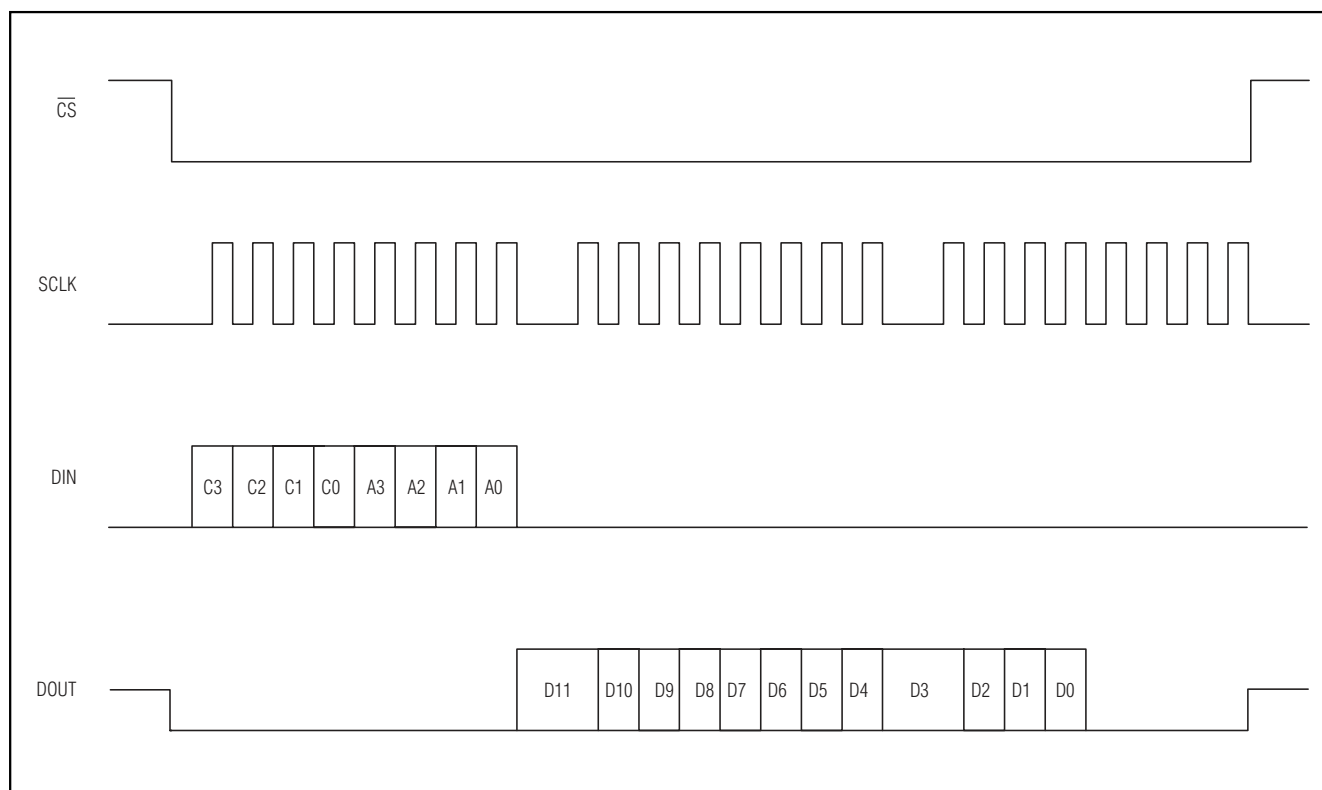 C̅S̅
SCLK
DIN
C3 C2 C1 C0 A3 A2 A1 A0
DOUT
D11 D10 D9 D8 D7 D6 D5 D4 D3 D2 D1 D0